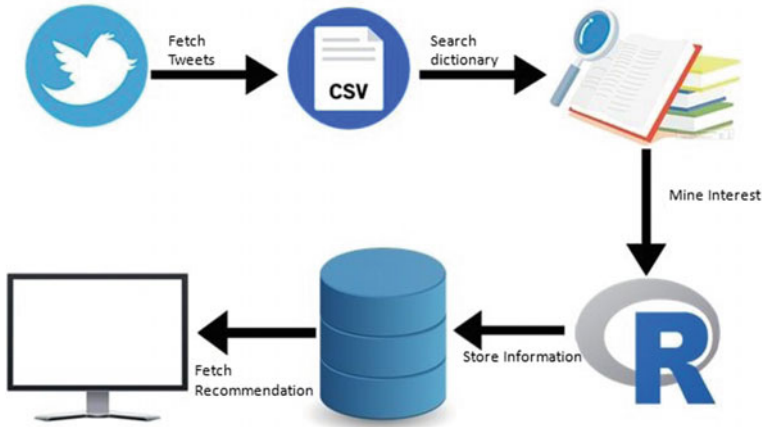 Fetch
Tweets
CSV
Search
dictionary
Mine Interest
R
Store Information
Fetch
Recommendation